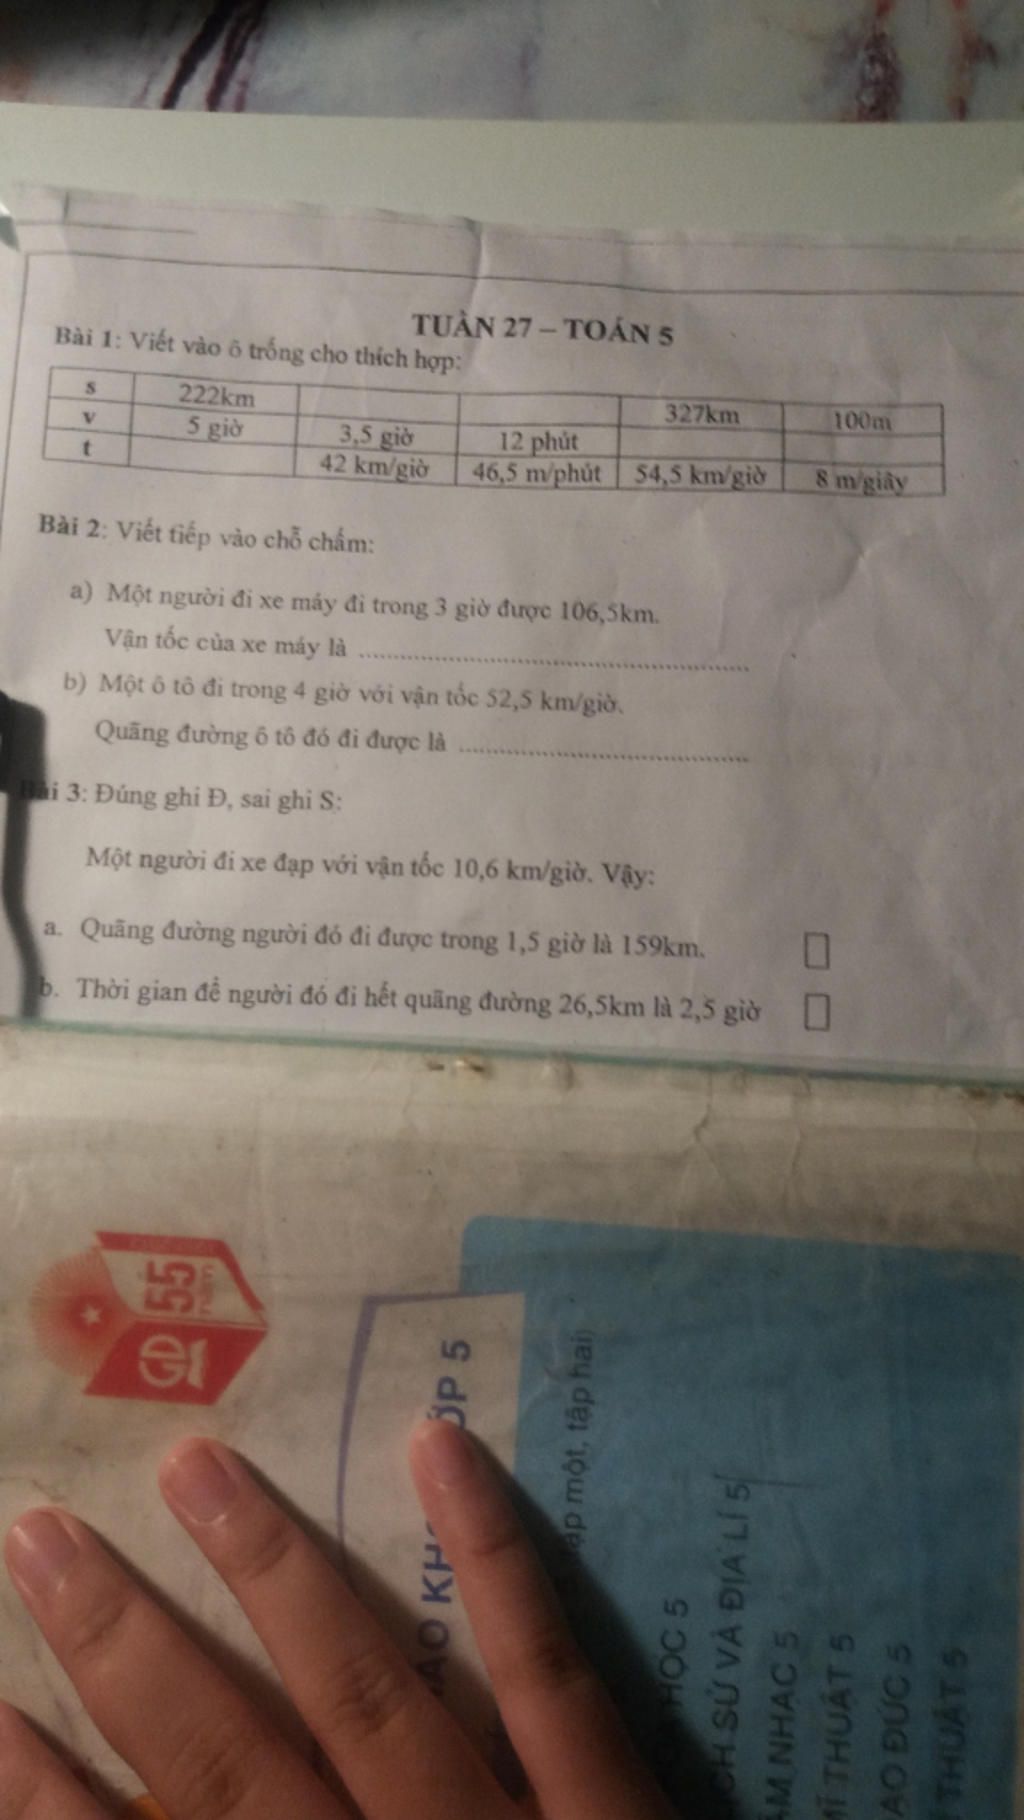 TUẦN 27 – TOÁN 5
Bài 1: Viết vào ô trống cho thích hợp:
s 222km 327km 100m
v 5 giờ 3,5 giờ 12 phút
t 42 km/giờ 46,5 m/phút 54,5 km/giờ 8 m/giây
Bài 2: Viết tiếp vào chỗ chấm:
a) Một người đi xe máy đi trong 3 giờ được 106,5km.
Vận tốc của xe máy là ................................................
b) Một ô tô đi trong 4 giờ với vận tốc 52,5 km/giờ.
Quãng đường ô tô đó đi được là ....................................
Bài 3: Đúng ghi Đ, sai ghi S:
Một người đi xe đạp với vận tốc 10,6 km/giờ. Vậy:
a. Quãng đường người đó đi được trong 1,5 giờ là 159km.
b. Thời gian để người đó đi hết quãng đường 26,5km là 2,5 giờ
GD
55
NĂM
ỚP 5
tập một, tập hai)
HỌC 5
SỬ VÀ ĐỊA LÍ 5
NHẠC 5
THUẬT 5
ĐỨC 5
THUẬT 5